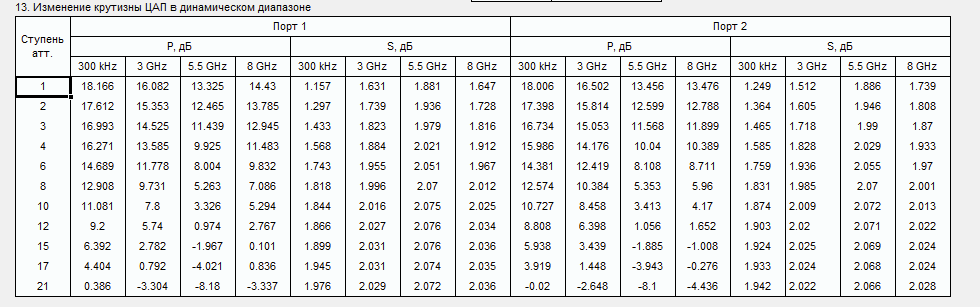 13. Изменение крутизны ЦАП в динамическом диапазоне
Ступень атт. Порт 1 Порт 2
P, дБ S, дБ P, дБ S, дБ
300 kHz 3 GHz 5.5 GHz 8 GHz 300 kHz 3 GHz 5.5 GHz 8 GHz 300 kHz 3 GHz 5.5 GHz 8 GHz 300 kHz 3 GHz 5.5 GHz 8 GHz
1 18.166 16.082 13.325 14.43 1.157 1.631 1.881 1.647 18.006 16.502 13.456 13.476 1.249 1.512 1.886 1.739
2 17.612 15.353 12.465 13.785 1.297 1.739 1.936 1.728 17.398 15.814 12.599 12.788 1.364 1.605 1.946 1.808
3 16.993 14.525 11.439 12.945 1.433 1.823 1.979 1.816 16.734 15.053 11.568 11.899 1.465 1.718 1.99 1.87
4 16.271 13.585 9.925 11.483 1.568 1.884 2.021 1.912 15.986 14.176 10.04 10.389 1.585 1.828 2.029 1.933
6 14.689 11.778 8.004 9.832 1.743 1.955 2.051 1.967 14.381 12.419 8.108 8.711 1.759 1.936 2.055 1.97
8 12.908 9.731 5.263 7.086 1.818 1.996 2.07 2.012 12.574 10.384 5.353 5.96 1.831 1.985 2.07 2.001
10 11.081 7.8 3.326 5.294 1.844 2.016 2.075 2.025 10.727 8.458 3.413 4.17 1.874 2.009 2.072 2.013
12 9.2 5.74 0.974 2.767 1.866 2.027 2.076 2.034 8.808 6.398 1.056 1.652 1.903 2.02 2.071 2.022
15 6.392 2.782 -1.967 0.101 1.899 2.031 2.076 2.035 5.938 3.439 -1.885 -1.008 1.924 2.025 2.069 2.024
17 4.404 0.792 -4.021 0.836 1.945 2.031 2.074 2.035 3.919 1.448 -3.943 -0.276 1.933 2.024 2.068 2.024
21 0.386 -3.304 -8.18 -3.337 1.976 2.029 2.072 2.036 -0.02 -2.648 -8.1 -4.436 1.942 2.022 2.066 2.028